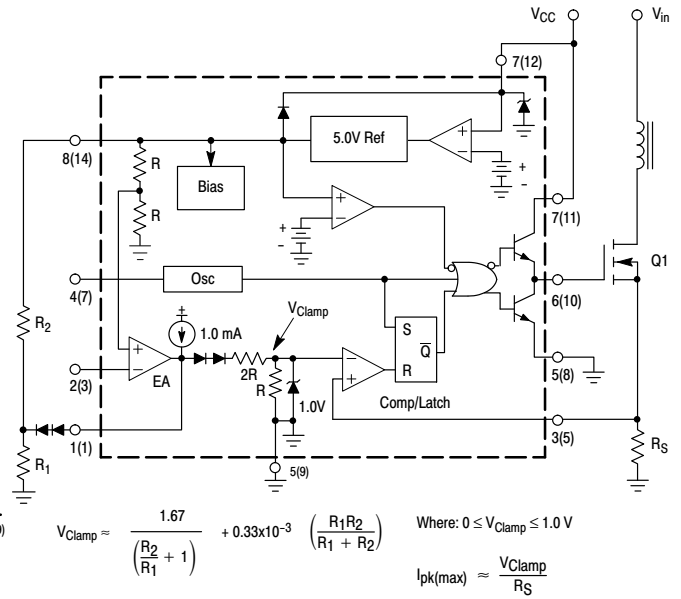 VCC
Vin
7(12)
5.0V Ref
+
−
+
-
8(14)
R
Bias
R
+
−
+
-
7(11)
Q1
4(7)
Osc
6(10)
VClamp
+
1.0 mA
S
Q
R
R2
+
−
EA
2R
R
1.0V
−
+
Comp/Latch
2(3)
5(8)
1(1)
3(5)
R1
5(9)
RS
VClamp ≈ 1.67 / (R2/R1 + 1) + 0.33x10−3 (R1R2 / R1 + R2)
Where: 0 ≤ VClamp ≤ 1.0 V
Ipk(max) ≈ VClamp / RS